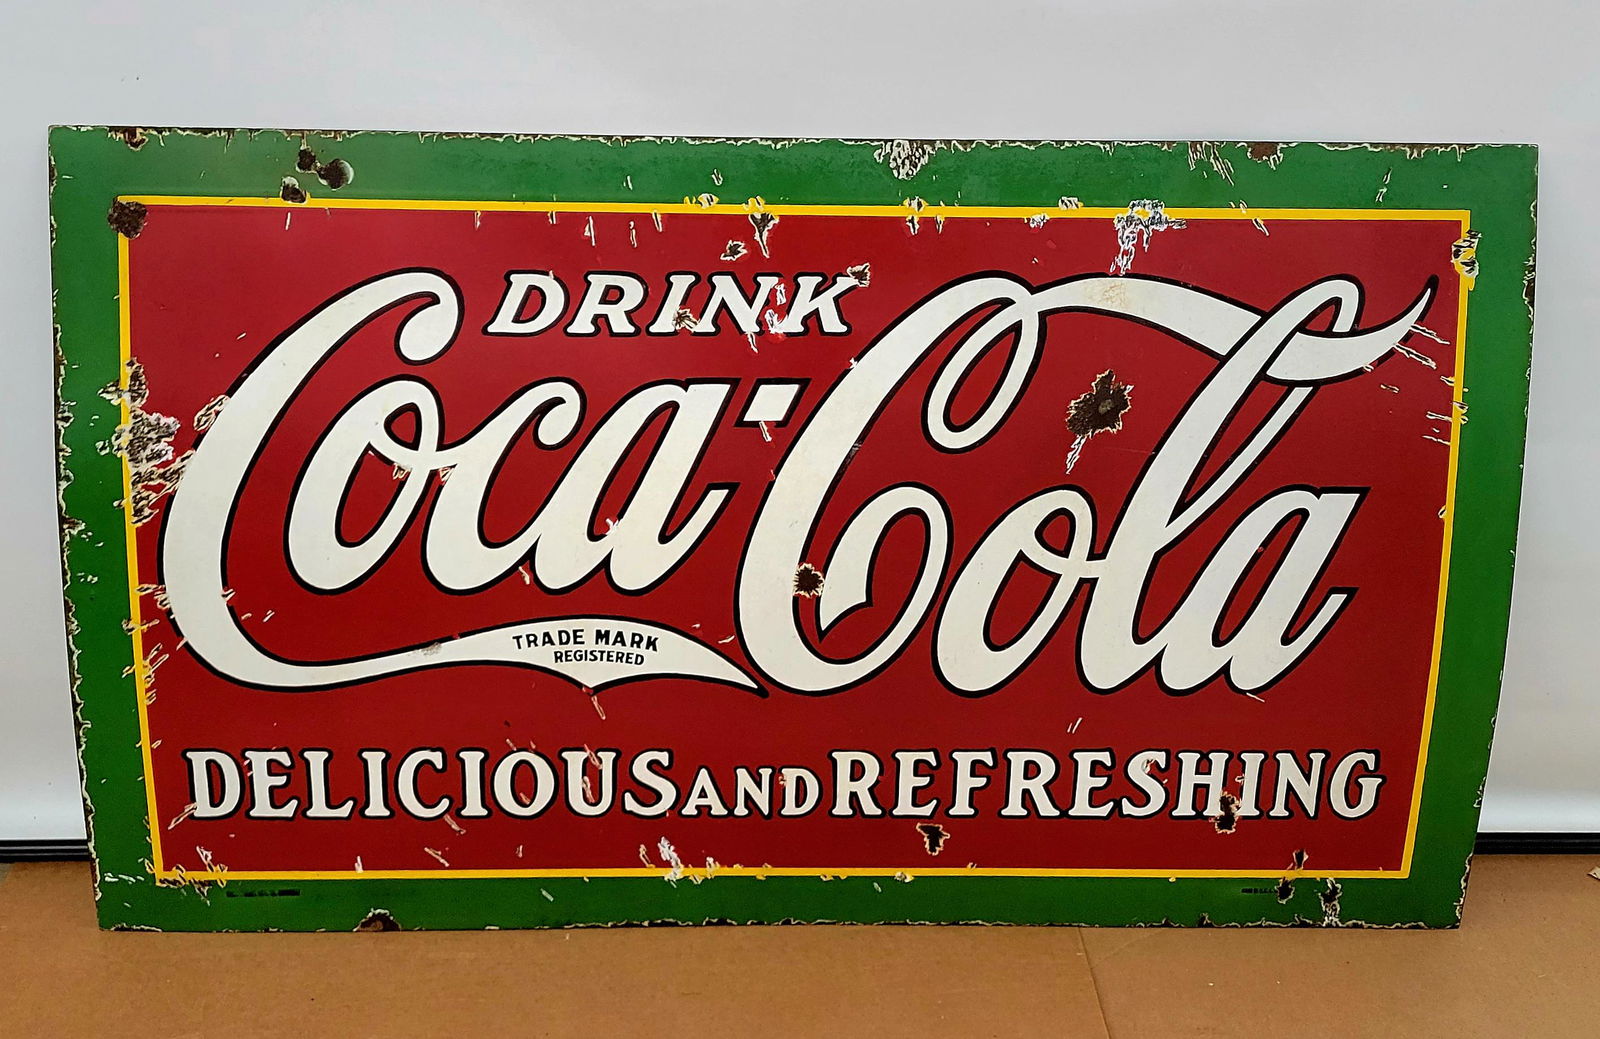 DRINK
Coca-Cola
TRADE MARK
REGISTERED
DELICIOUS AND REFRESHING